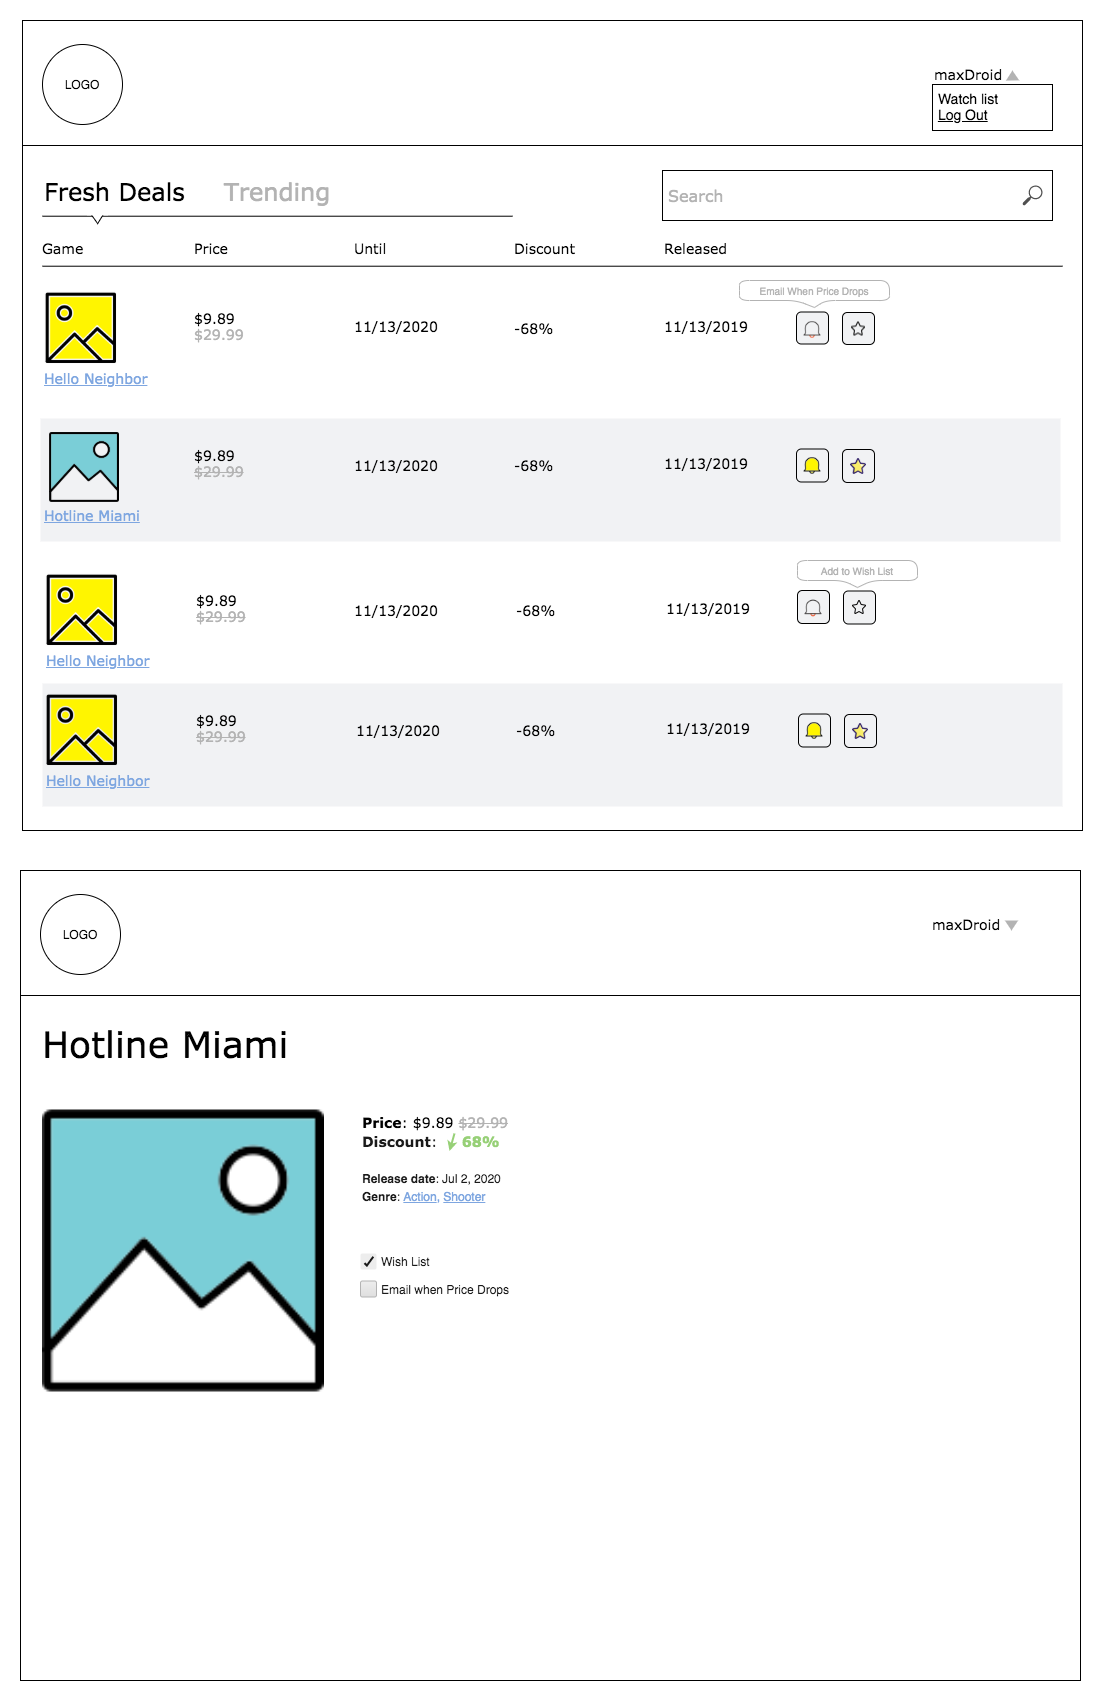 LOGO
maxDroid
Watch list
Log Out
Fresh Deals Trending
Search
Game Price Until Discount Released
Email When Price Drops
$9.89
$29.99
11/13/2020 -68% 11/13/2019
Hello Neighbor
$9.89
$29.99
11/13/2020 -68% 11/13/2019
Hotline Miami
Add to Wish List
$9.89
$29.99
11/13/2020 -68% 11/13/2019
Hello Neighbor
$9.89
$29.99
11/13/2020 -68% 11/13/2019
Hello Neighbor
LOGO
maxDroid
Hotline Miami
Price: $9.89 $29.99
Discount: 68%
Release date: Jul 2, 2020
Genre: Action, Shooter
Wish List
Email when Price Drops